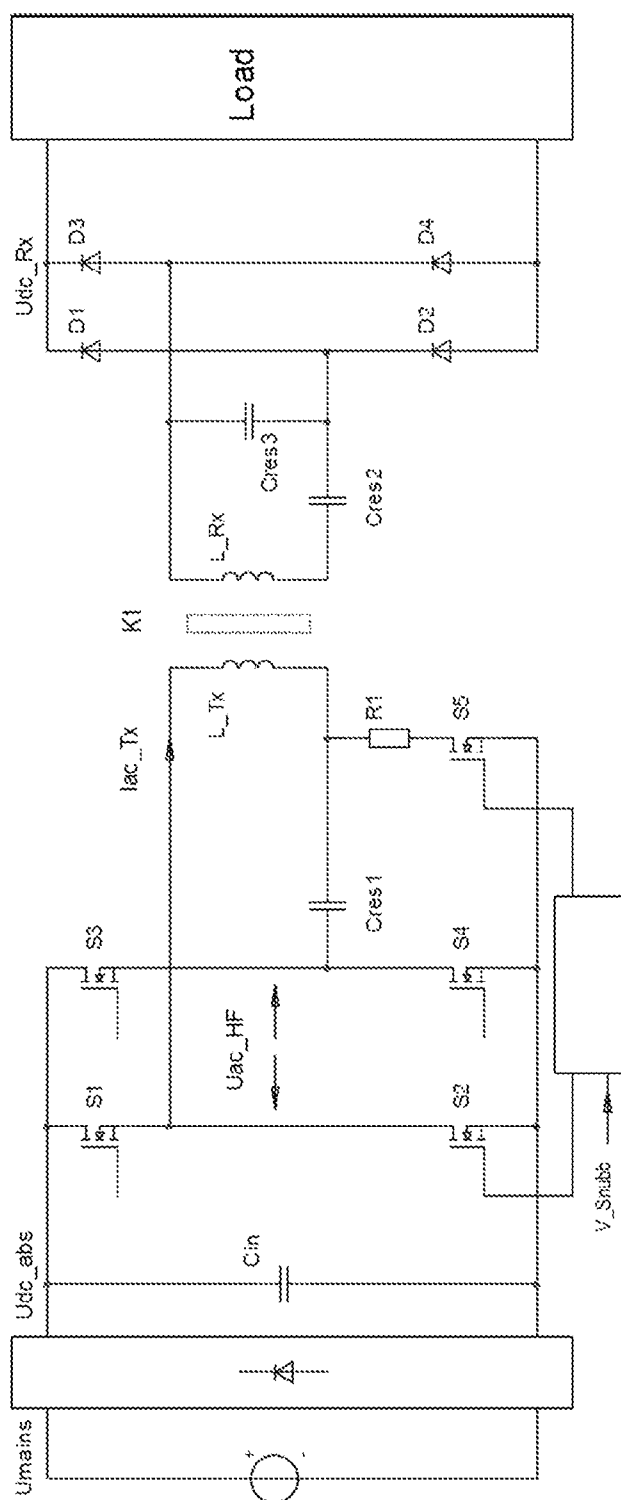 Umains
+
-
Udc_abs
Cin
S1
S3
Uac_HF
S2
S4
V_Snubb
Iac_Tx
Cres1
L_Tx
R1
S5
K1
L_Rx
Cres2
Cres3
Udc_Rx
D1
D3
D2
D4
Load